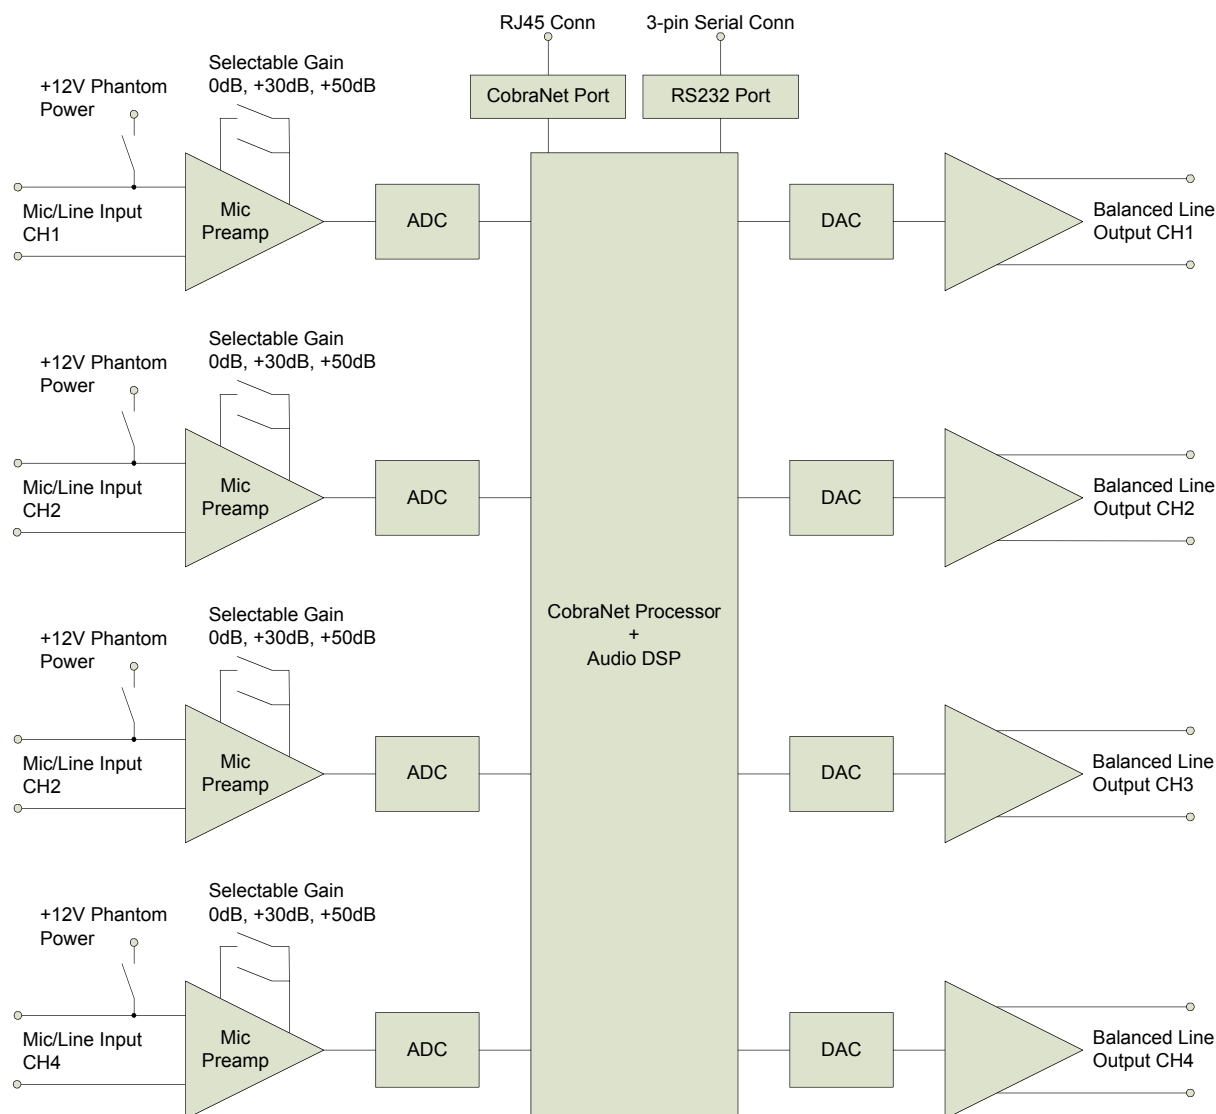 RJ45 Conn
3-pin Serial Conn
CobraNet Port
RS232 Port
+12V Phantom
Power
Selectable Gain
0dB, +30dB, +50dB
Mic/Line Input
CH1
Mic
Preamp
ADC
DAC
Balanced Line
Output CH1
+12V Phantom
Power
Selectable Gain
0dB, +30dB, +50dB
Mic/Line Input
CH2
Mic
Preamp
ADC
DAC
Balanced Line
Output CH2
CobraNet Processor
+
Audio DSP
+12V Phantom
Power
Selectable Gain
0dB, +30dB, +50dB
Mic/Line Input
CH2
Mic
Preamp
ADC
DAC
Balanced Line
Output CH3
+12V Phantom
Power
Selectable Gain
0dB, +30dB, +50dB
Mic/Line Input
CH4
Mic
Preamp
ADC
DAC
Balanced Line
Output CH4